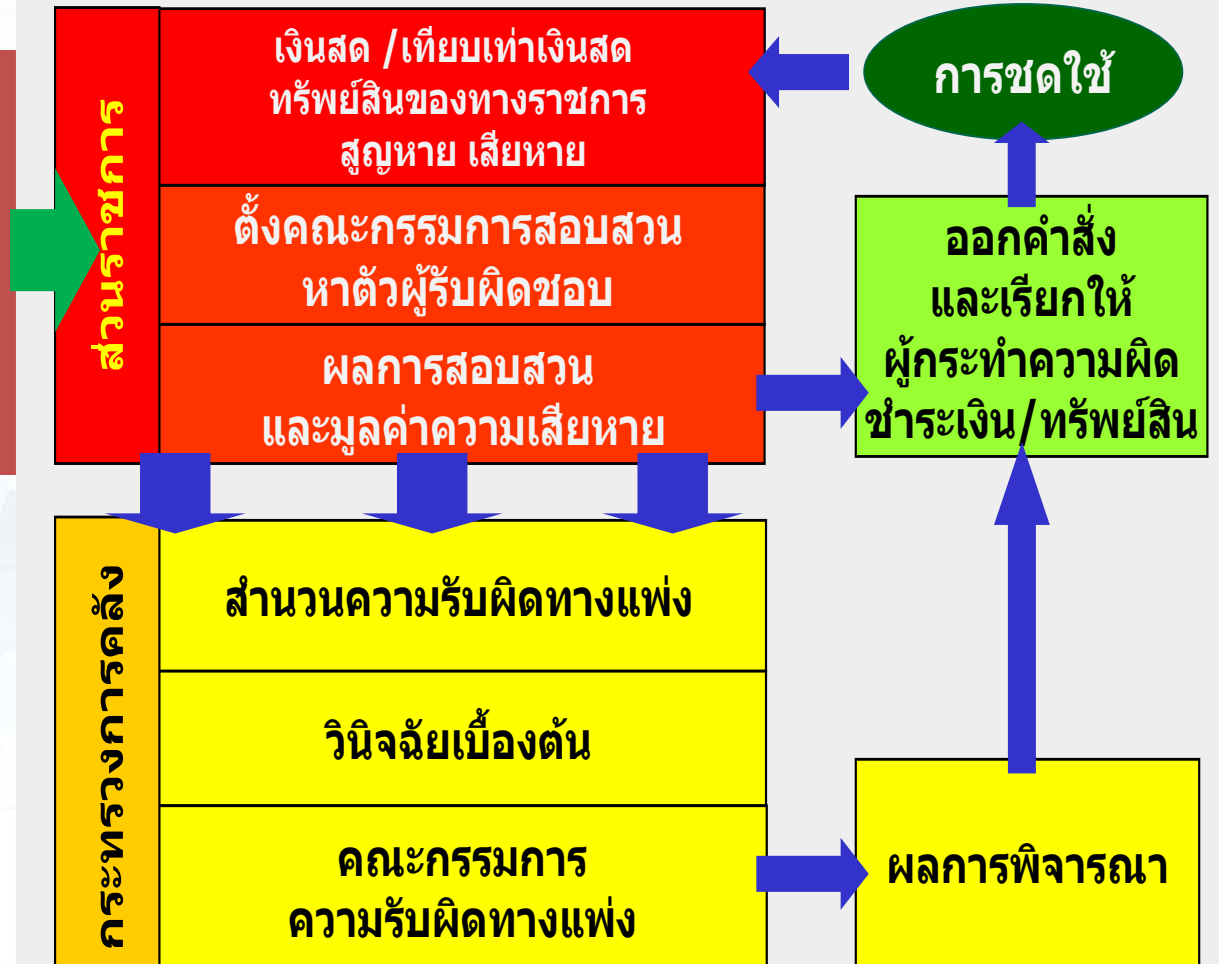 ส่วนราชการ
เงินสด /เทียบเท่าเงินสด
ทรัพย์สินของทางราชการ
สูญหาย เสียหาย
ตั้งคณะกรรมการสอบสวน
หาตัวผู้รับผิดชอบ
ผลการสอบสวน
และมูลค่าความเสียหาย
การชดใช้
ออกคำสั่ง
และเรียกให้
ผู้กระทำความผิด
ชำระเงิน/ทรัพย์สิน
กระทรวงการคลัง
สำนวนความรับผิดทางแพ่ง
วินิจฉัยเบื้องต้น
คณะกรรมการ
ความรับผิดทางแพ่ง
ผลการพิจารณา